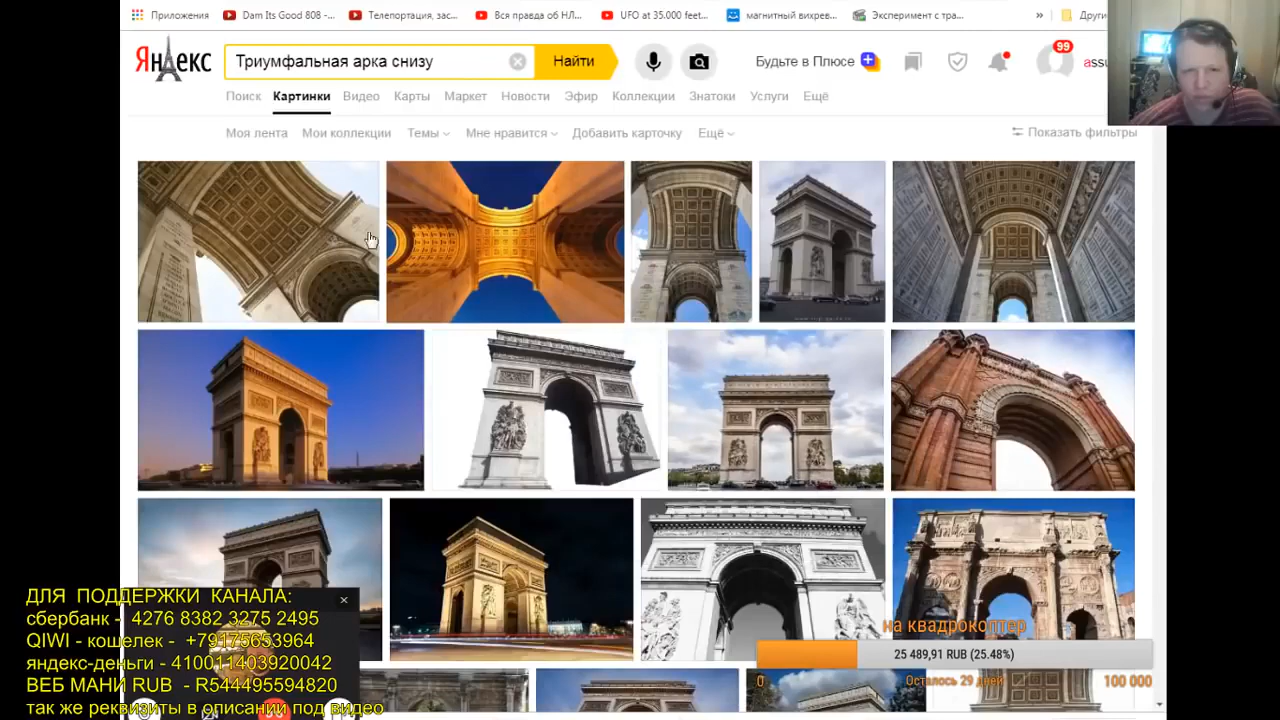 Приложения
Dam Its Good 808 -...
Телепортация, зас...
Вся правда об НЛ...
UFO at 35.000 feet...
магнитный вихрев...
Эксперимент с тра...
»
Други
Яндекс
Триумфальная арка снизу
Найти
Будьте в Плюсе
99
assu
Поиск Картинки Видео Карты Маркет Новости Эфир Коллекции Знатоки Услуги Ещё
Моя лента Мои коллекции Темы Мне нравится Добавить карточку Ещё
Показать фильтры
ДЛЯ ПОДДЕРЖКИ КАНАЛА:
сбербанк - 4276 8382 3275 2495
QIWI - кошелек - +79175653964
яндекс-деньги - 410011403920042
ВЕБ МАНИ RUB - R544495594820
так же реквизиты в описании под видео
на квадрокоптер
25 489,91 RUB (25.48%)
0 Осталось 29 дней 100 000